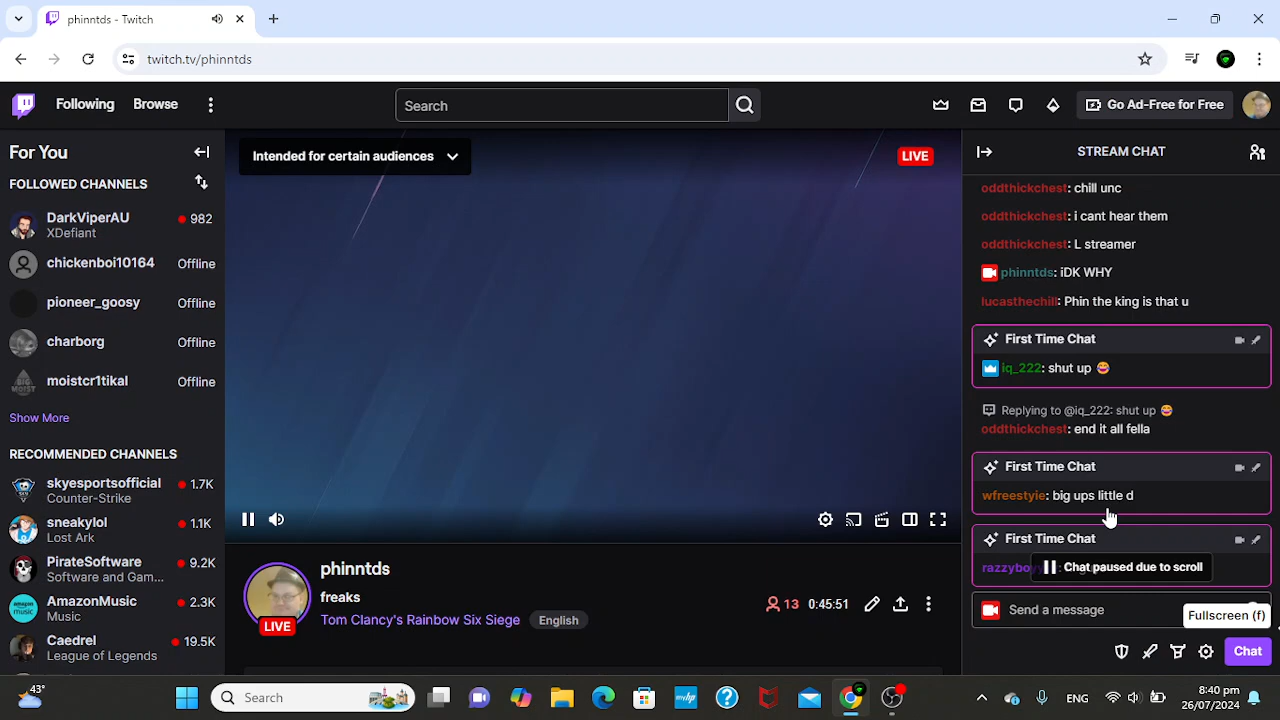 phinntds - Twitch
twitch.tv/phinntds
Following
Browse
Search
Go Ad-Free for Free
For You
FOLLOWED CHANNELS
DarkViperAU
982
XDefiant
chickenboi10164
Offline
pioneer_goosy
Offline
charborg
Offline
moistcr1tikal
Offline
Show More
RECOMMENDED CHANNELS
skyesportsofficial
1.7K
Counter-Strike
sneakylol
1.1K
Lost Ark
PirateSoftware
9.2K
Software and Gam...
AmazonMusic
2.3K
Music
Caedrel
19.5K
League of Legends
Intended for certain audiences
LIVE
phinntds
freaks
Tom Clancy's Rainbow Six Siege
English
LIVE
13
0:45:51
STREAM CHAT
oddthickchest: chill unc
oddthickchest: i cant hear them
oddthickchest: L streamer
phinntds: iDK WHY
lucasthechill: Phin the king is that u
First Time Chat
iq_222: shut up 🥰
Replying to @iq_222: shut up 🥰
oddthickchest: end it all fella
First Time Chat
wfreestyie: big ups little d
First Time Chat
razzyboy
Chat paused due to scroll
Send a message
Fullscreen (f)
Chat
43°
Search
myhp
ENG
8:40 pm
26/07/2024